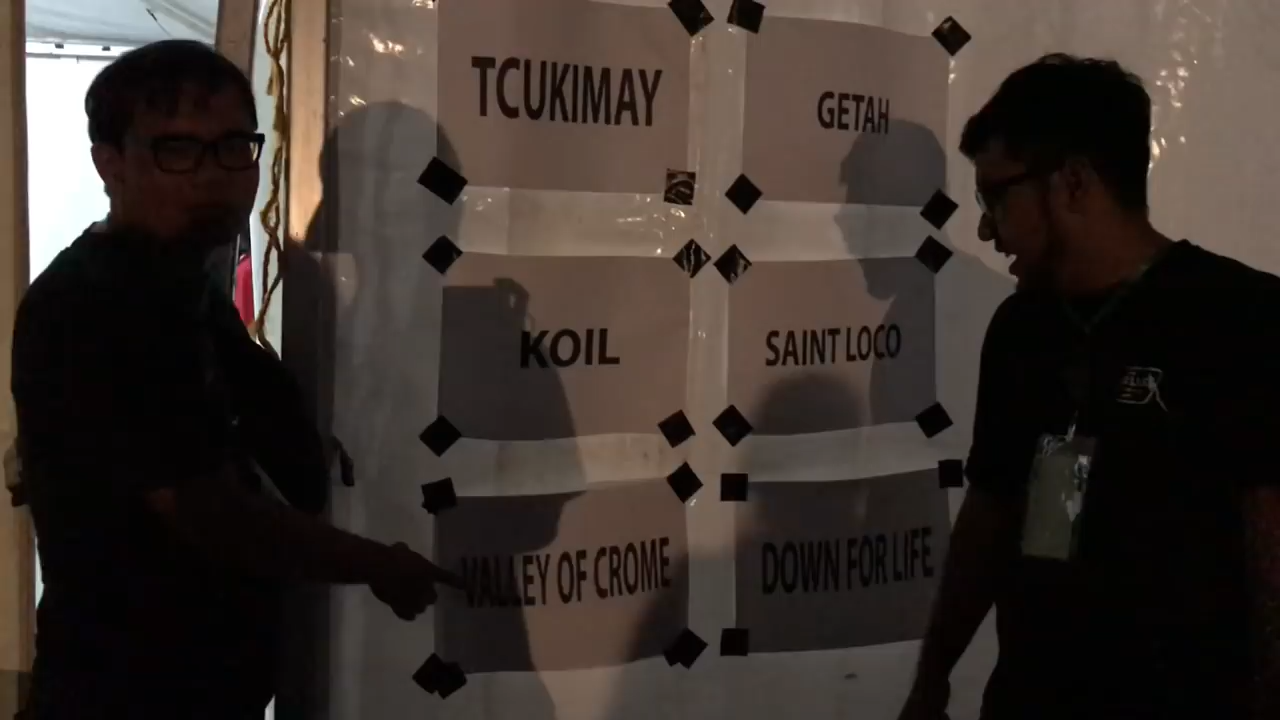 TCUKIMAY
GETAH
KOIL
SAINT LOCO
VALLEY OF CROME
DOWN FOR LIFE